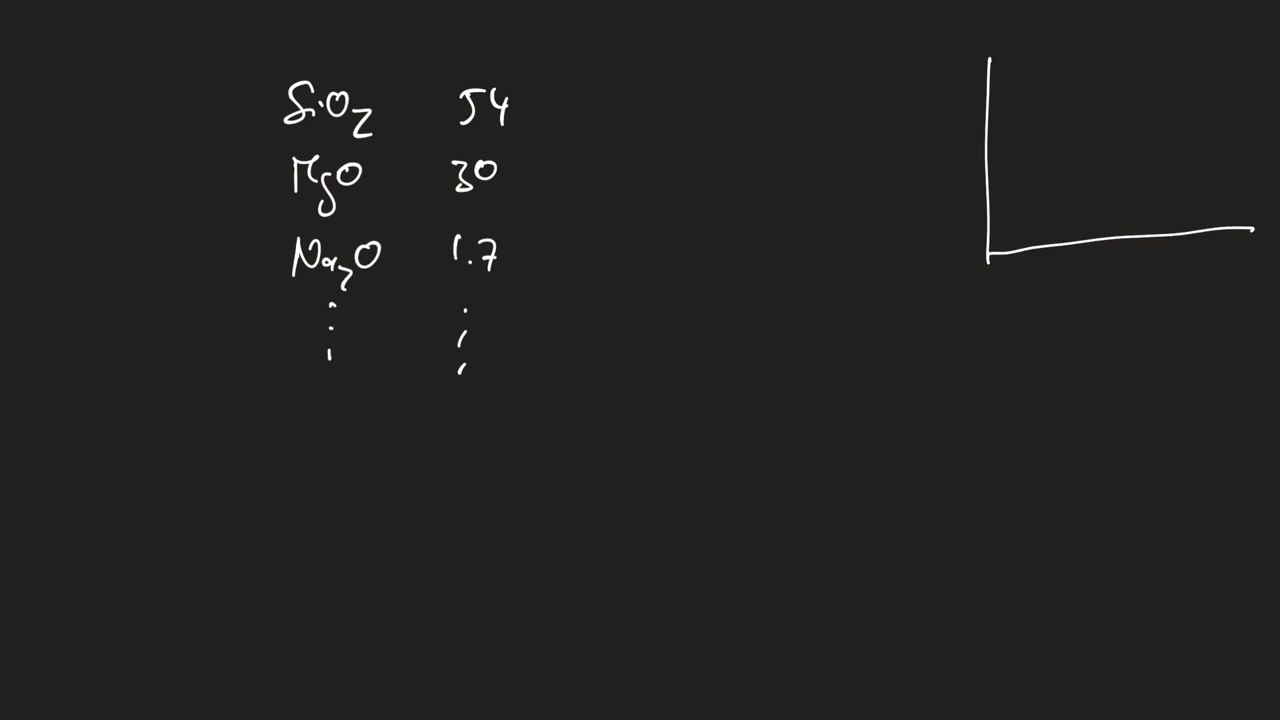 SiO₂ 54
MgO 30
Na₂O 1.7
⋮ ⋮